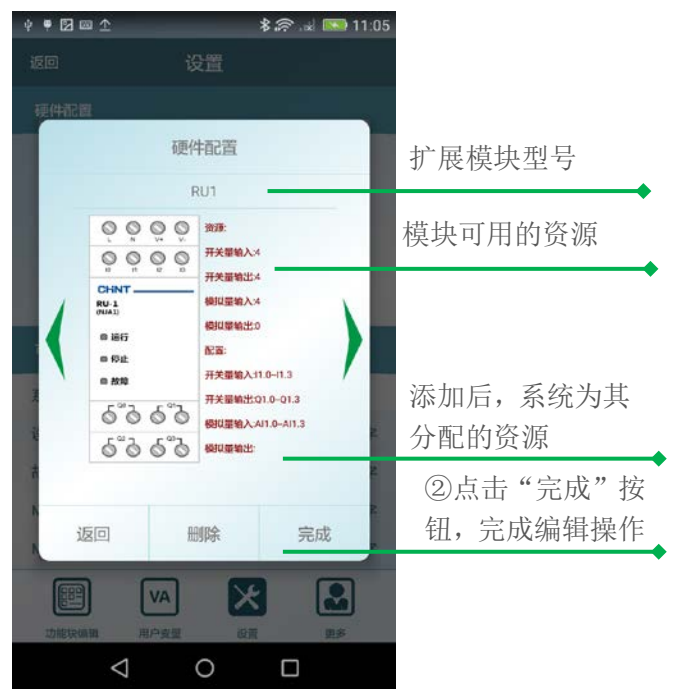 11:05
返回
设置
硬件配置
硬件配置
RU1
L N V+ V-
I0 I1 I2 I3
CHNT
RU-1
(NJA1)
运行
停止
故障
Q0 Q1
Q2 Q3
资源:
开关量输入:4
开关量输出:4
模拟量输入:4
模拟量输出:0
配置:
开关量输入:I1.0~I1.3
开关量输出:Q1.0~Q1.3
模拟量输入:AI1.0~AI1.3
模拟量输出:
返回
删除
完成
VA
功能块编辑
用户变量
设置
更多
扩展模块型号
模块可用的资源
添加后，系统为其
分配的资源
②点击“完成”按
钮，完成编辑操作